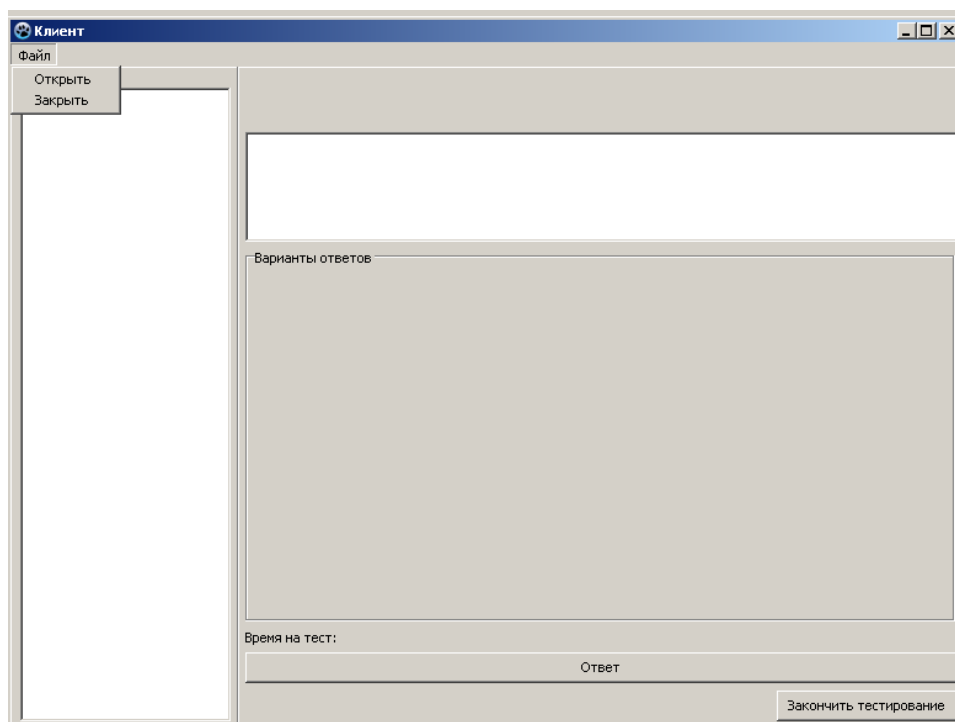 Клиент
Файл
Открыть
Закрыть
Варианты ответов
Время на тест:
Ответ
Закончить тестирование